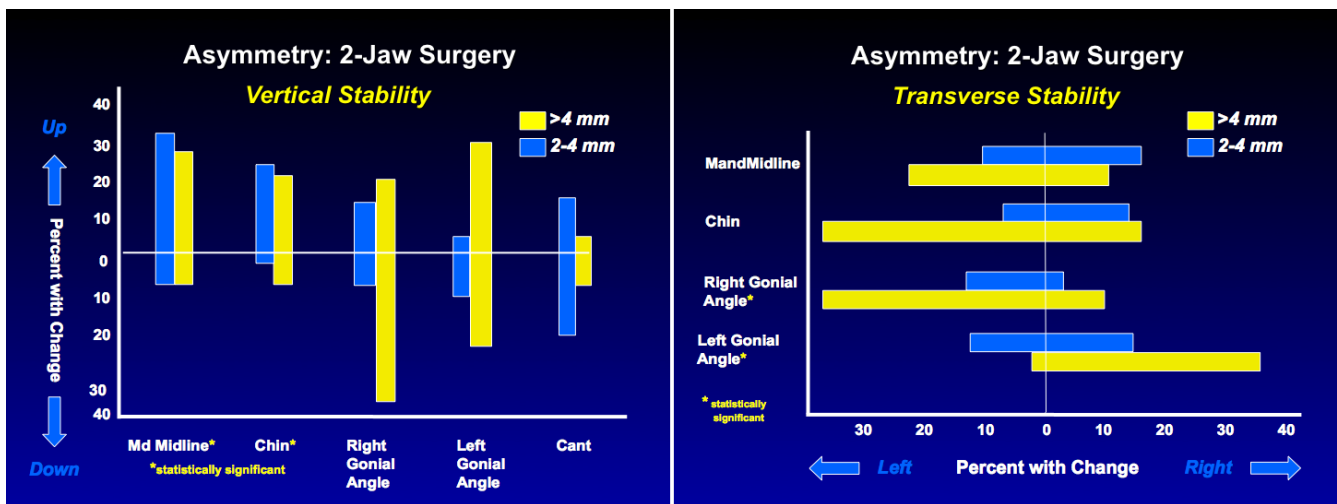 Asymmetry: 2-Jaw Surgery
Vertical Stability
Up
Percent with Change
Down
40
30
20
10
0
10
20
30
40
>4 mm
2-4 mm
Md Midline*
Chin*
Right
Gonial
Angle
Left
Gonial
Angle
Cant
*statistically significant
Asymmetry: 2-Jaw Surgery
Transverse Stability
>4 mm
2-4 mm
MandMidline
Chin
Right Gonial
Angle*
Left Gonial
Angle*
* statistically
significant
30 20 10 0 10 20 30 40
Left Percent with Change Right